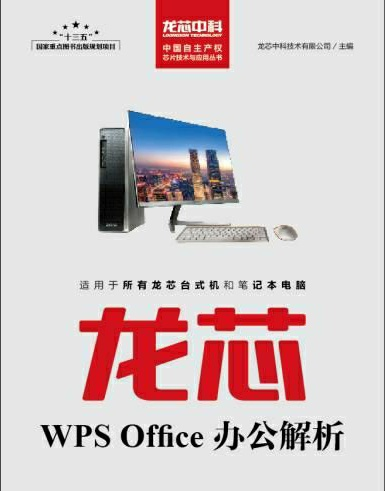 "十三五"
国家重点图书出版规划项目
龙芯中科
LOONGSON TECHNOLOGY
中国自主产权
芯片技术与应用丛书
龙芯中科技术有限公司 / 主编
适用于所有龙芯台式机和笔记本电脑
龙芯
WPS Office 办公解析